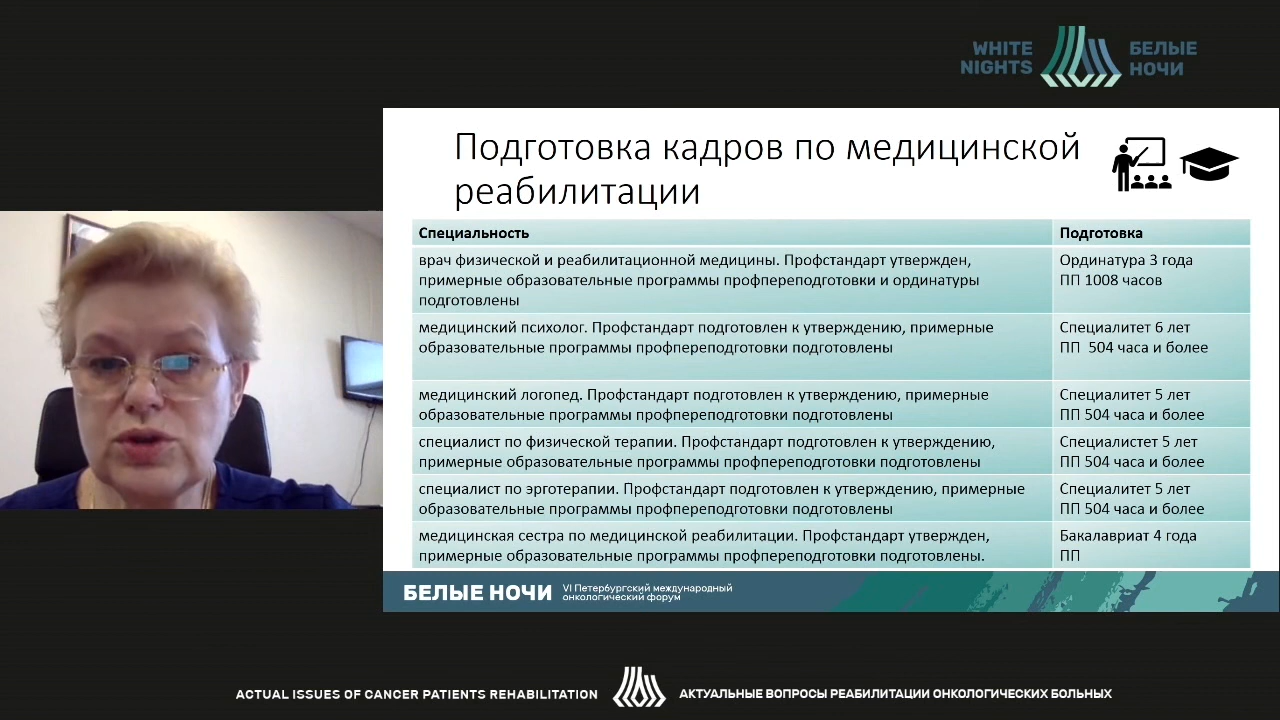 WHITE
NIGHTS
БЕЛЫЕ
НОЧИ
Подготовка кадров по медицинской
реабилитации
Специальность
Подготовка
врач физической и реабилитационной медицины. Профстандарт утвержден,
примерные образовательные программы профпереподготовки и ординатуры
подготовлены
Ординатура 3 года
ПП 1008 часов
медицинский психолог. Профстандарт подготовлен к утверждению, примерные
образовательные программы профпереподготовки подготовлены
Специалитет 6 лет
ПП 504 часа и более
медицинский логопед. Профстандарт подготовлен к утверждению, примерные
образовательные программы профпереподготовки подготовлены
Специалитет 5 лет
ПП 504 часа и более
специалист по физической терапии. Профстандарт подготовлен к утверждению,
примерные образовательные программы профпереподготовки подготовлены
Специалистет 5 лет
ПП 504 часа и более
специалист по эрготерапии. Профстандарт подготовлен к утверждению, примерные
образовательные программы профпереподготовки подготовлены
Специалитет 5 лет
ПП 504 часа и более
медицинская сестра по медицинской реабилитации. Профстандарт утвержден,
примерные образовательные программы профпереподготовки подготовлены.
Бакалавриат 4 года
ПП
БЕЛЫЕ НОЧИ
VI Петербургский международный
онкологический форум
ACTUAL ISSUES OF CANCER PATIENTS REHABILITATION
АКТУАЛЬНЫЕ ВОПРОСЫ РЕАБИЛИТАЦИИ ОНКОЛОГИЧЕСКИХ БОЛЬНЫХ